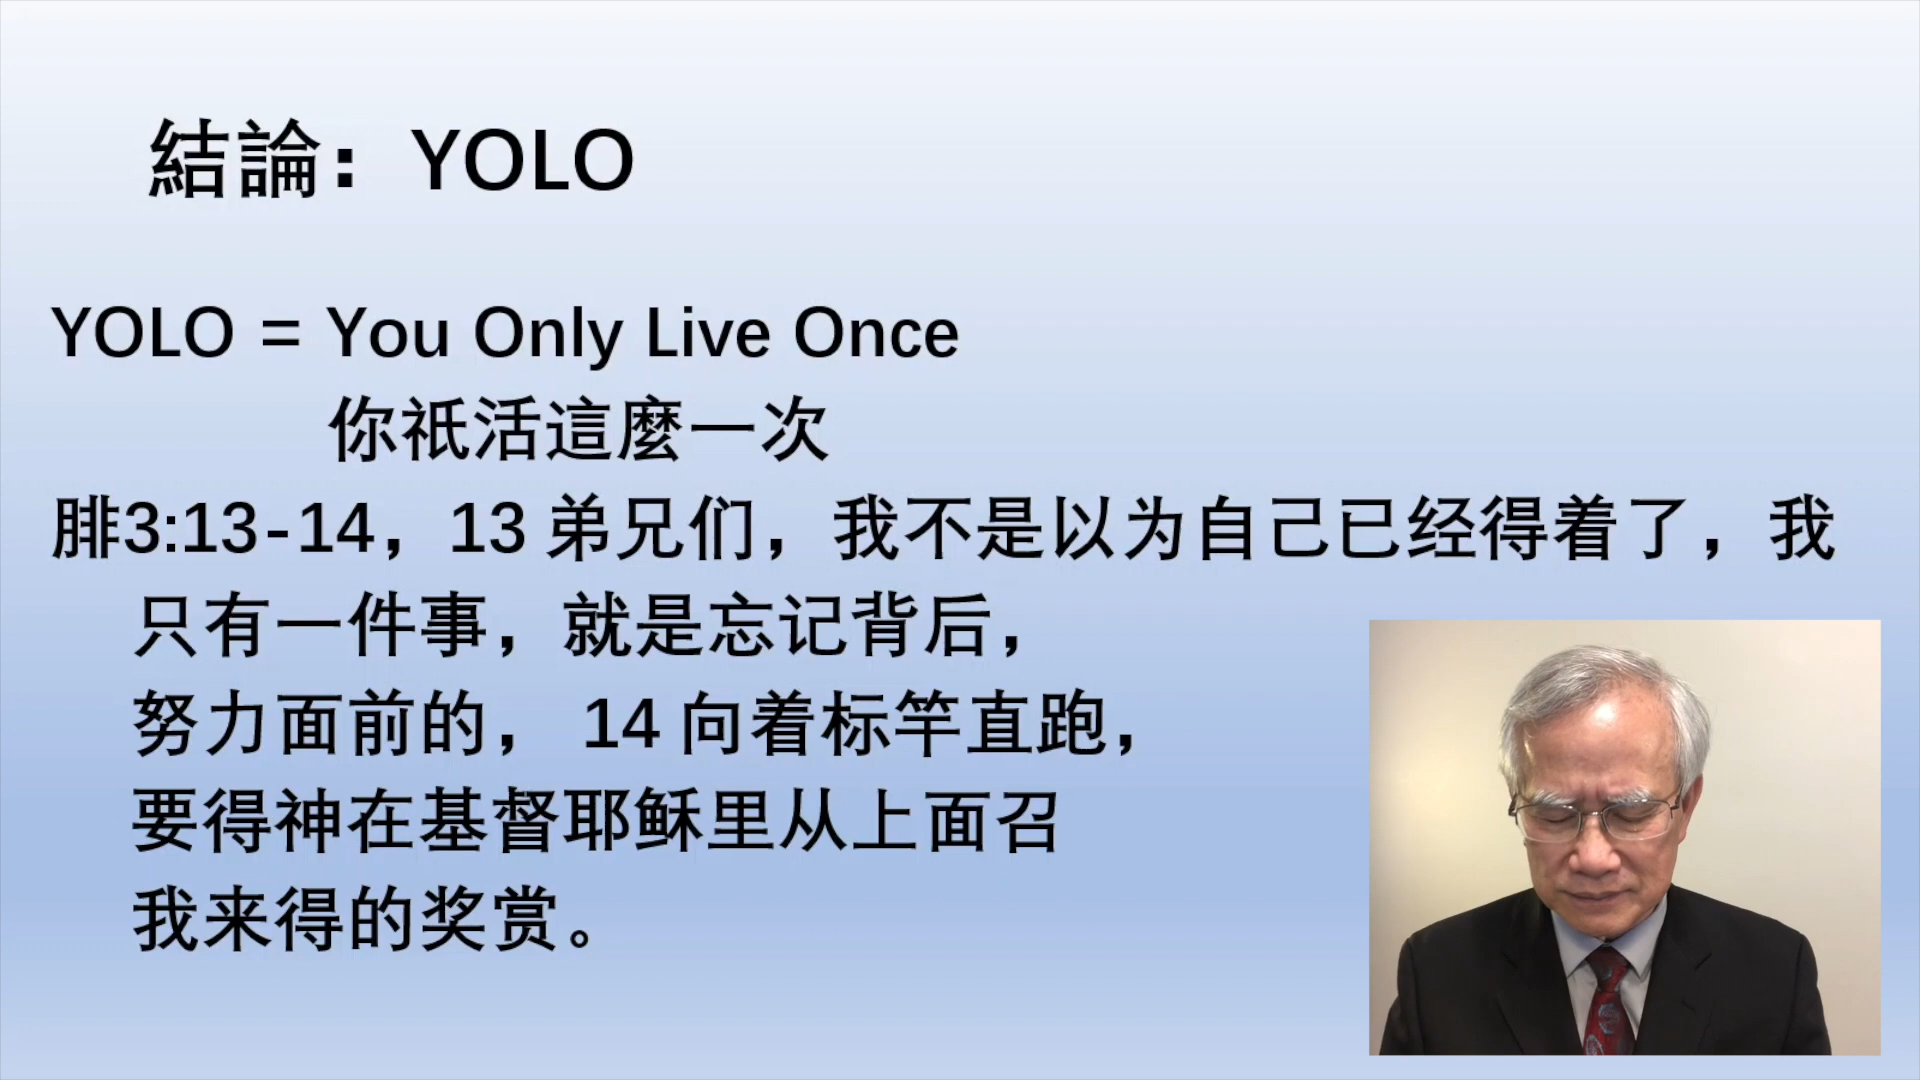 結論：YOLO
YOLO = You Only Live Once
你祇活這麼一次
腓3:13-14，13 弟兄们，我不是以为自己已经得着了，我
只有一件事，就是忘记背后，
努力面前的， 14 向着标竿直跑，
要得神在基督耶稣里从上面召
我来得的奖赏。